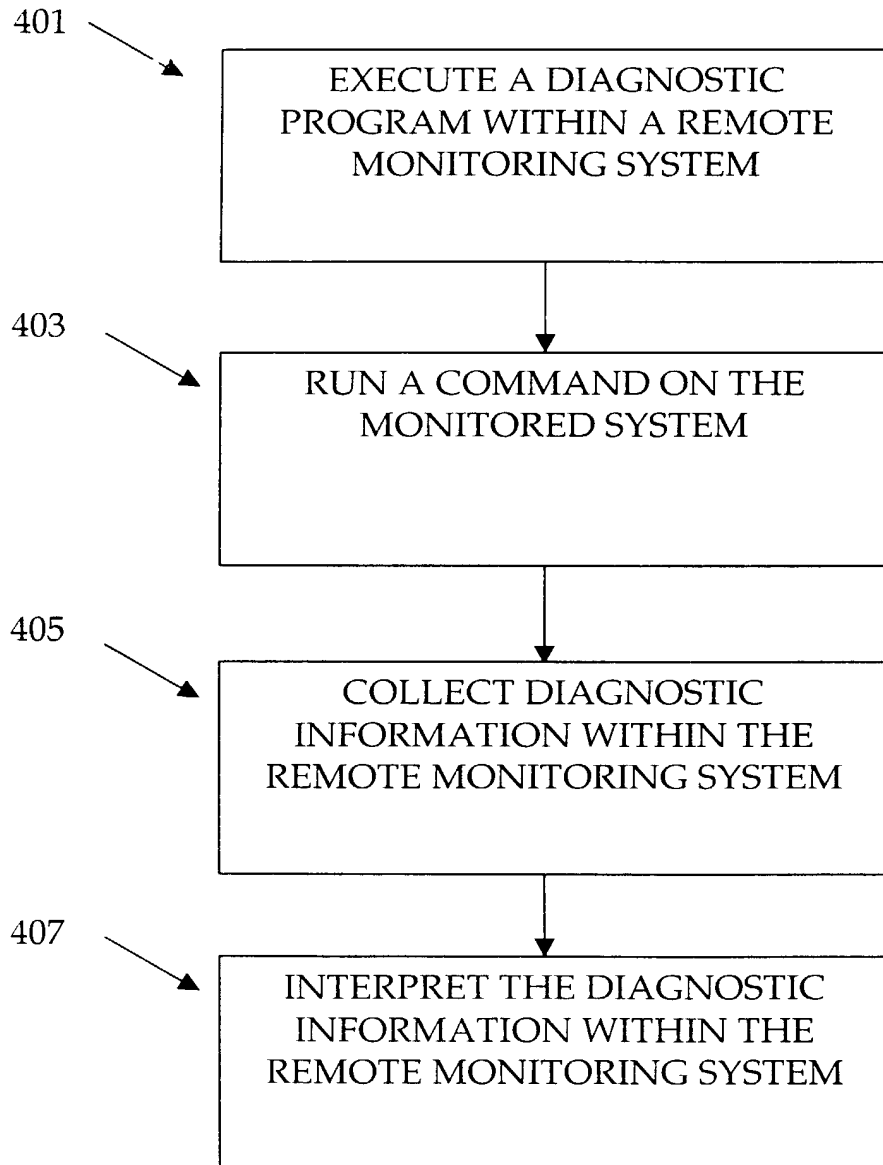 401
EXECUTE A DIAGNOSTIC
PROGRAM WITHIN A REMOTE
MONITORING SYSTEM
403
RUN A COMMAND ON THE
MONITORED SYSTEM
405
COLLECT DIAGNOSTIC
INFORMATION WITHIN THE
REMOTE MONITORING SYSTEM
407
INTERPRET THE DIAGNOSTIC
INFORMATION WITHIN THE
REMOTE MONITORING SYSTEM